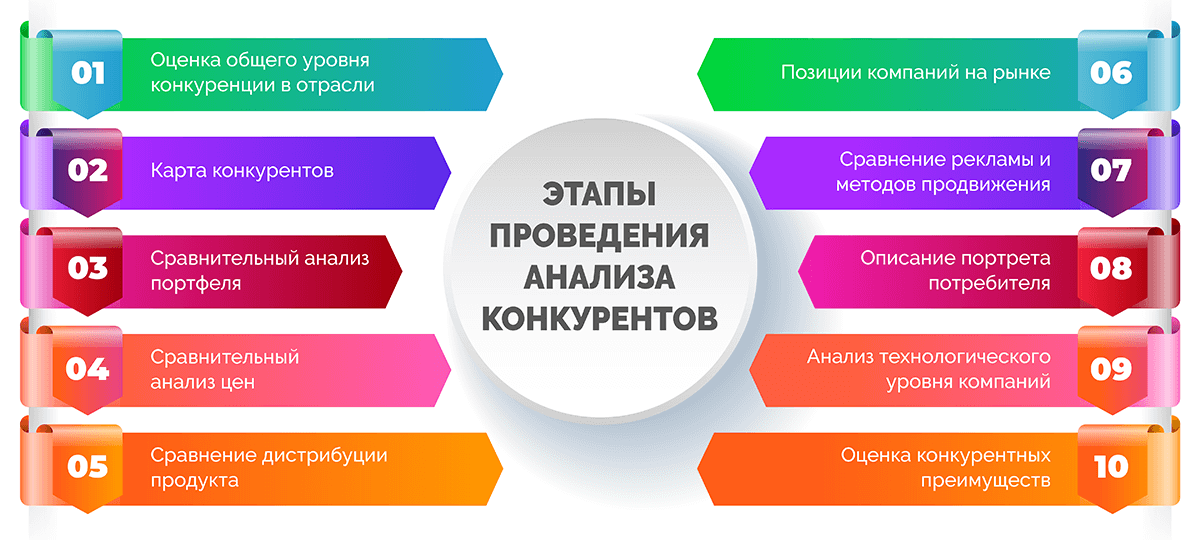 ЭТАПЫ
ПРОВЕДЕНИЯ
АНАЛИЗА
КОНКУРЕНТОВ
01
Оценка общего уровня
конкуренции в отрасли
02
Карта конкурентов
03
Сравнительный анализ
портфеля
04
Сравнительный
анализ цен
05
Сравнение дистрибуции
продукта
06
Позиции компаний на рынке
07
Сравнение рекламы и
методов продвижения
08
Описание портрета
потребителя
09
Анализ технологического
уровня компаний
10
Оценка конкурентных
преимуществ